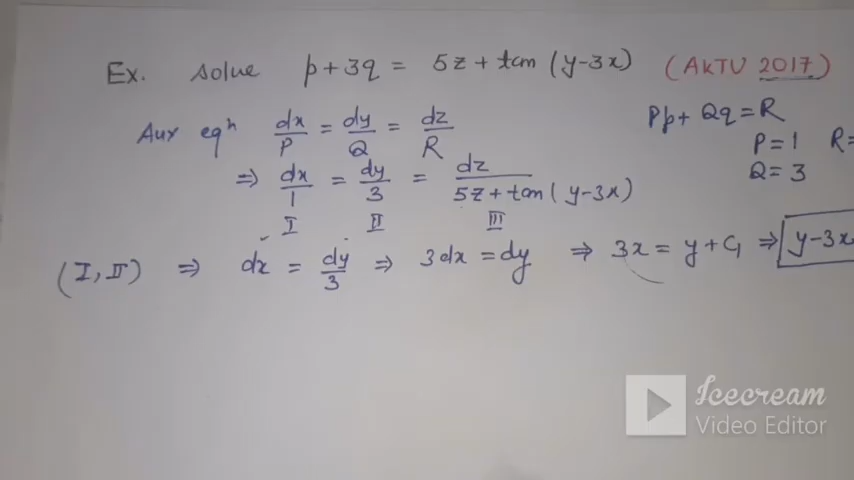 Ex. solve p+3q = 5z+tan (y-3x) (AKTU 2017)
Aux eqⁿ dx/P = dy/Q = dz/R
Pp+ Qq = R
P=1 R=
Q=3
⇒ dx/1 = dy/3 = dz/5z+tan(y-3x)
I II III
(I, II) ⇒ dx = dy/3 ⇒ 3dx = dy ⇒ 3x = y+C₁ ⇒ y-3x
Icecream
Video Editor